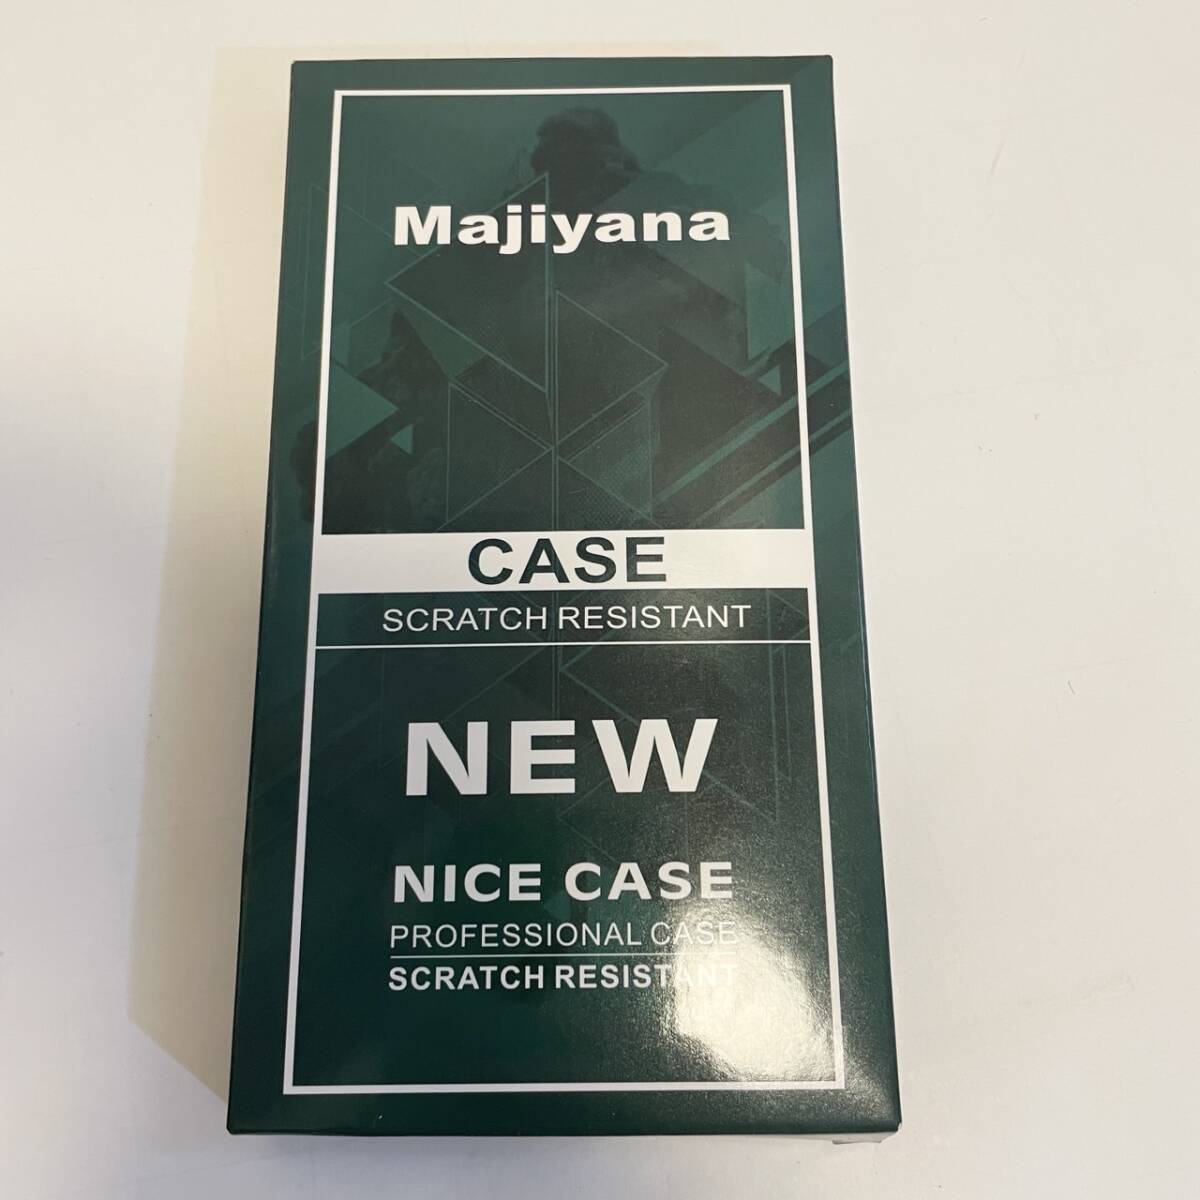 Majiyana
CASE
SCRATCH RESISTANT
NEW
NICE CASE
PROFESSIONAL CASE
SCRATCH RESISTANT